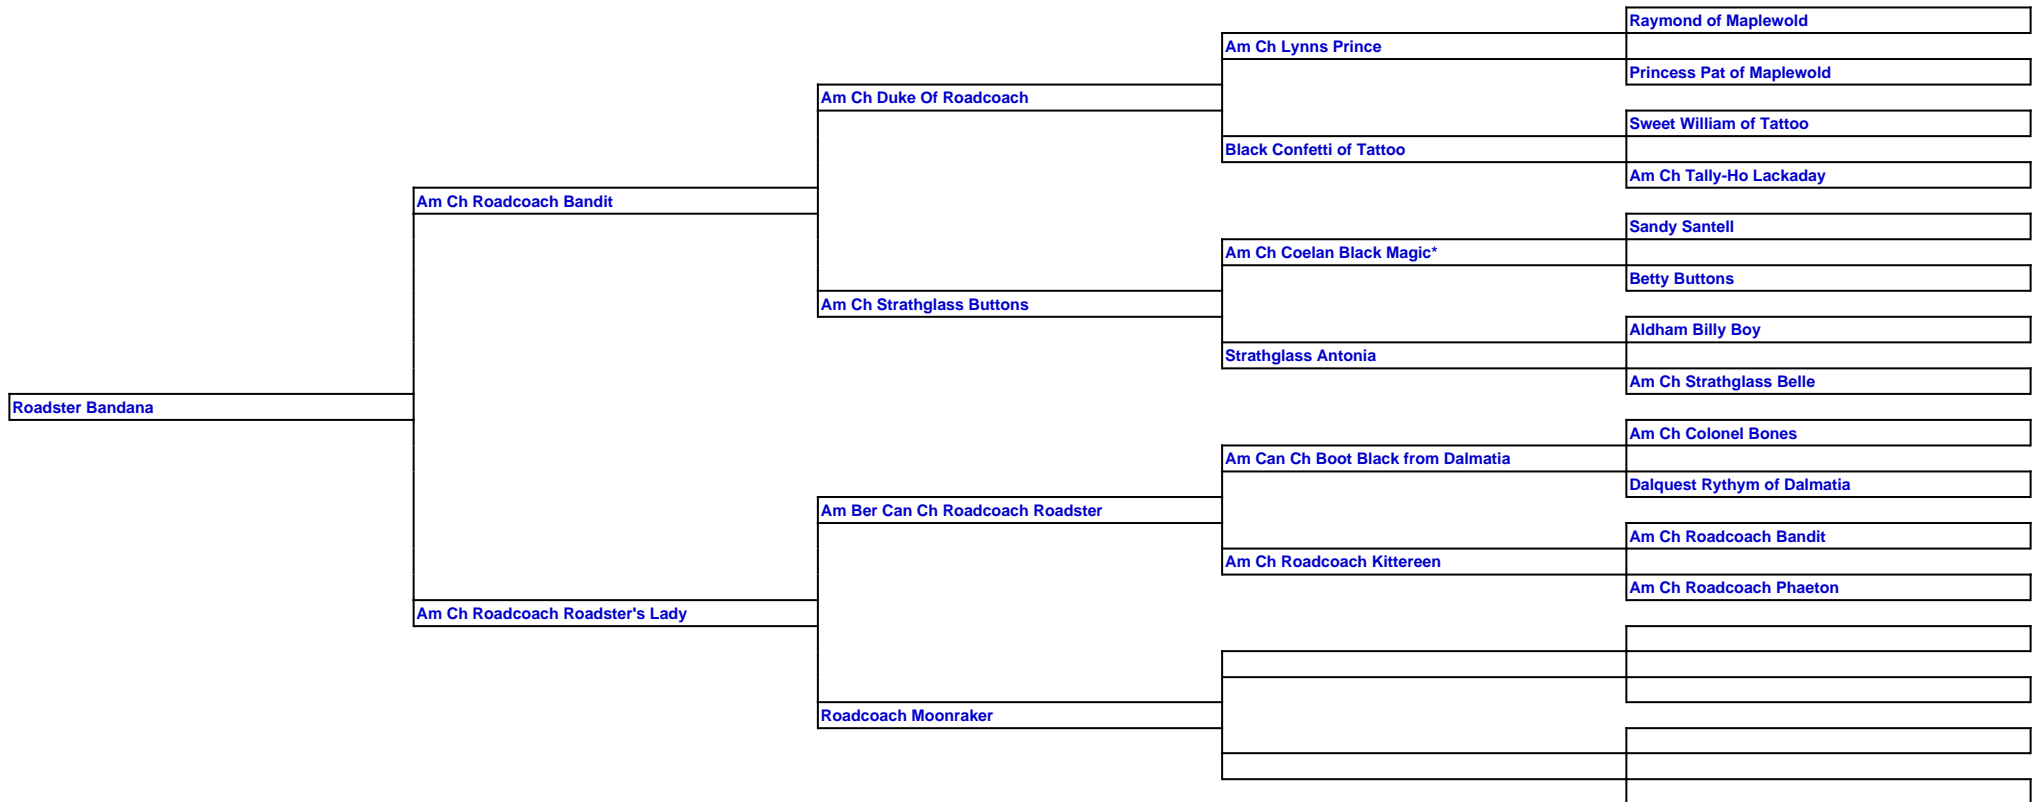 Raymond of Maplewold
Am Ch Lynns Prince
Princess Pat of Maplewold
Am Ch Duke Of Roadcoach
Sweet William of Tattoo
Black Confetti of Tattoo
Am Ch Tally-Ho Lackaday
Am Ch Roadcoach Bandit
Sandy Santell
Am Ch Coelan Black Magic*
Betty Buttons
Am Ch Strathglass Buttons
Aldham Billy Boy
Strathglass Antonia
Am Ch Strathglass Belle
Roadster Bandana
Am Ch Colonel Bones
Am Can Ch Boot Black from Dalmatia
Dalquest Rythym of Dalmatia
Am Ber Can Ch Roadcoach Roadster
Am Ch Roadcoach Bandit
Am Ch Roadcoach Kittereen
Am Ch Roadcoach Phaeton
Am Ch Roadcoach Roadster's Lady
Roadcoach Moonraker